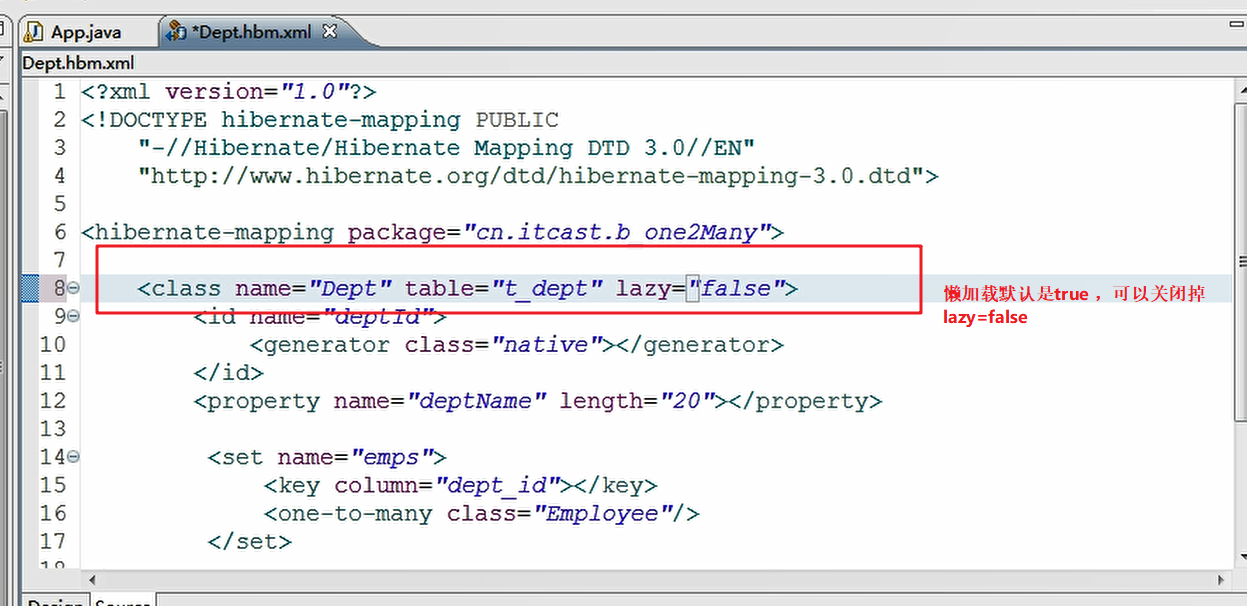 App.java
*Dept.hbm.xml
Dept.hbm.xml
1 <?xml version="1.0"?>
2 <!DOCTYPE hibernate-mapping PUBLIC
3 "-//Hibernate/Hibernate Mapping DTD 3.0//EN"
4 "http://www.hibernate.org/dtd/hibernate-mapping-3.0.dtd">
5
6 <hibernate-mapping package="cn.itcast.b_one2Many">
7
8 <class name="Dept" table="t_dept" lazy="false">
懒加载默认是true ，可以关闭掉
lazy=false
9 <id name="deptId">
10 <generator class="native"></generator>
11 </id>
12 <property name="deptName" length="20"></property>
13
14 <set name="emps">
15 <key column="dept_id"></key>
16 <one-to-many class="Employee"/>
17 </set>
18
Design Source